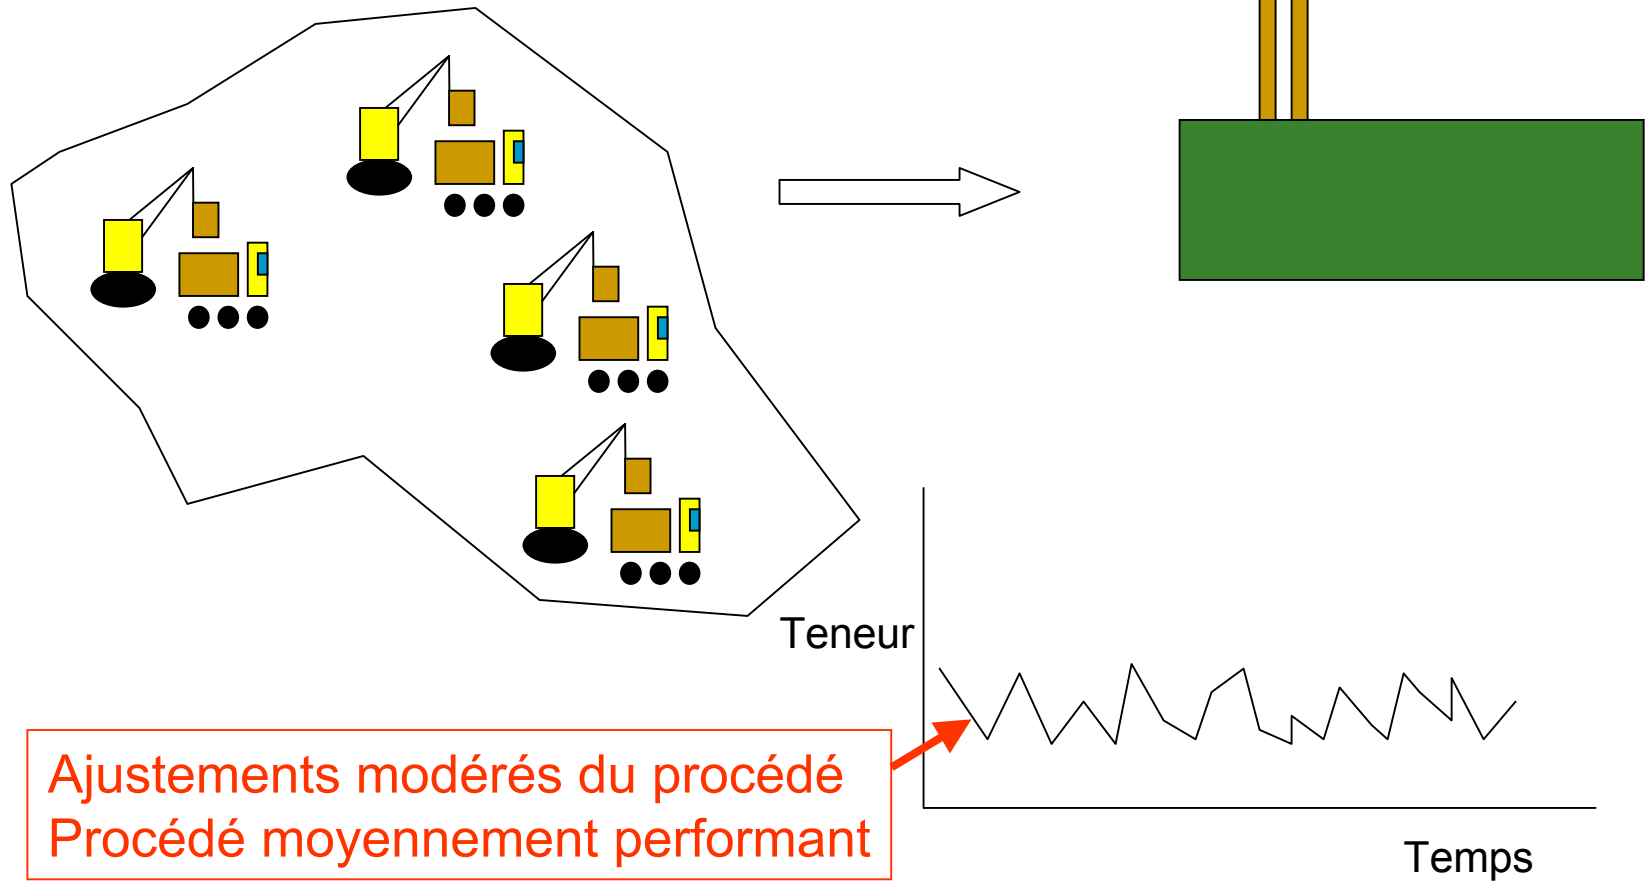 Teneur
Ajustements modérés du procédé
Procédé moyennement performant
Temps